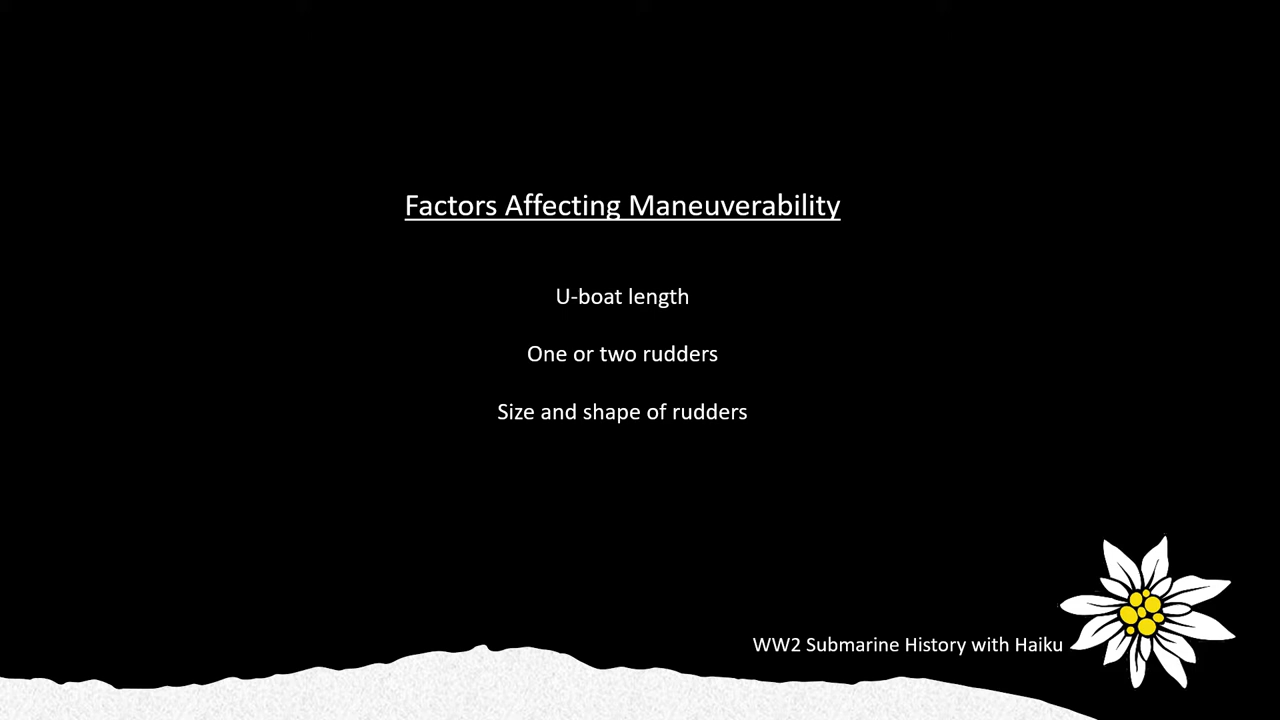 Factors Affecting Maneuverability
U-boat length
One or two rudders
Size and shape of rudders
WW2 Submarine History with Haiku